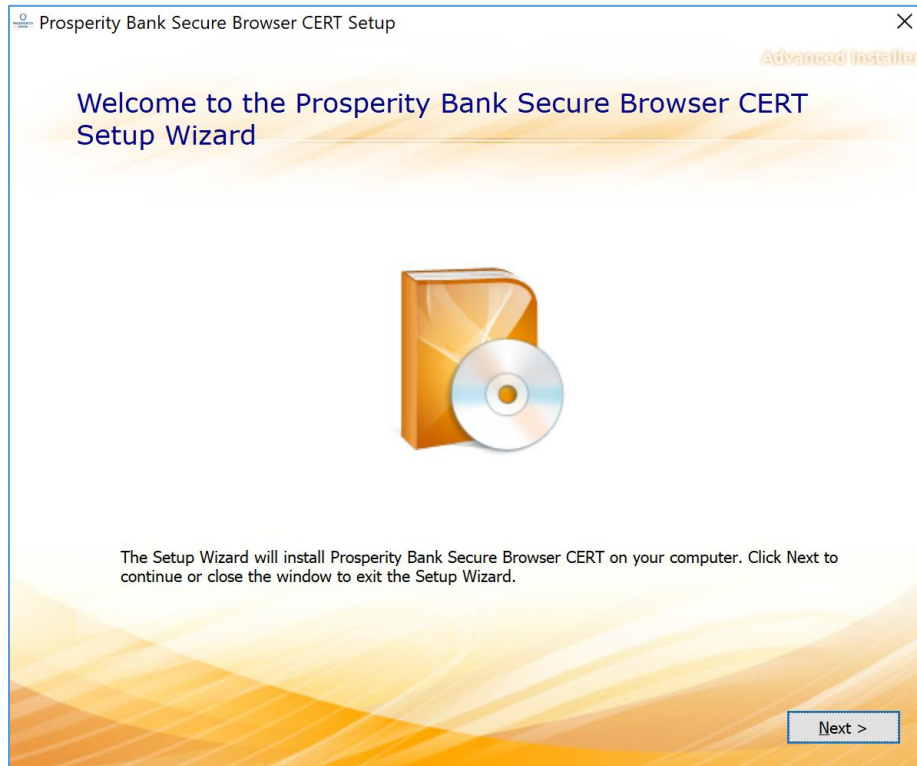 Prosperity Bank Secure Browser CERT Setup
Advanced Installer
Welcome to the Prosperity Bank Secure Browser CERT
Setup Wizard
The Setup Wizard will install Prosperity Bank Secure Browser CERT on your computer. Click Next to
continue or close the window to exit the Setup Wizard.
Next >